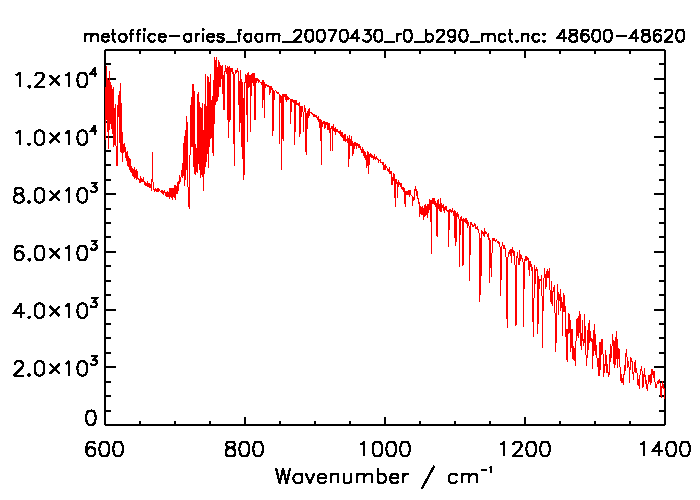 metoffice-aries_faam_20070430_r0_b290_mct.nc: 48600-48620
1.2×10⁴
1.0×10⁴
8.0×10³
6.0×10³
4.0×10³
2.0×10³
0
600 800 1000 1200 1400
Wavenumber / cm⁻¹